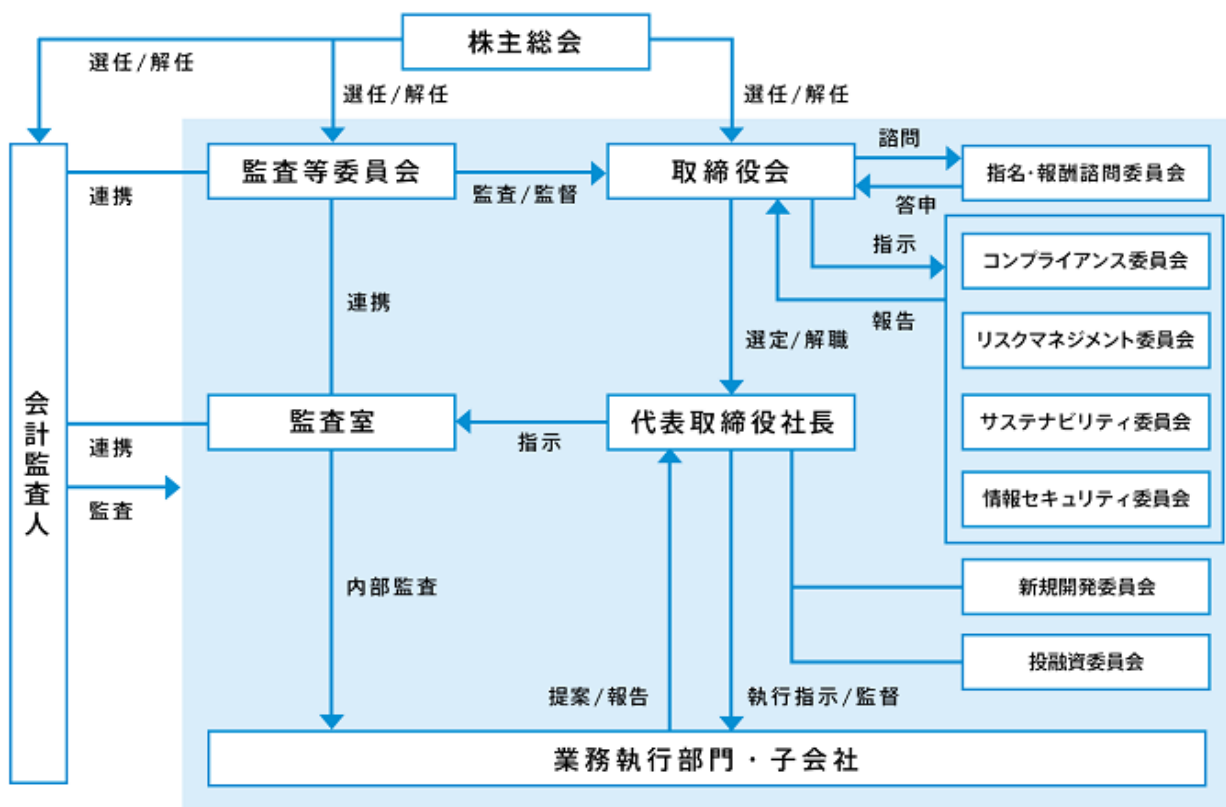 株主総会
選任/解任
選任/解任
選任/解任
監査等委員会
取締役会
諮問
指名・報酬諮問委員会
連携
監査/監督
答申
指示
コンプライアンス委員会
連携
報告
選定/解職
リスクマネジメント委員会
会計監査人
監査室
代表取締役社長
サステナビリティ委員会
連携
指示
監査
情報セキュリティ委員会
内部監査
新規開発委員会
投融資委員会
提案/報告
執行指示/監督
業務執行部門・子会社